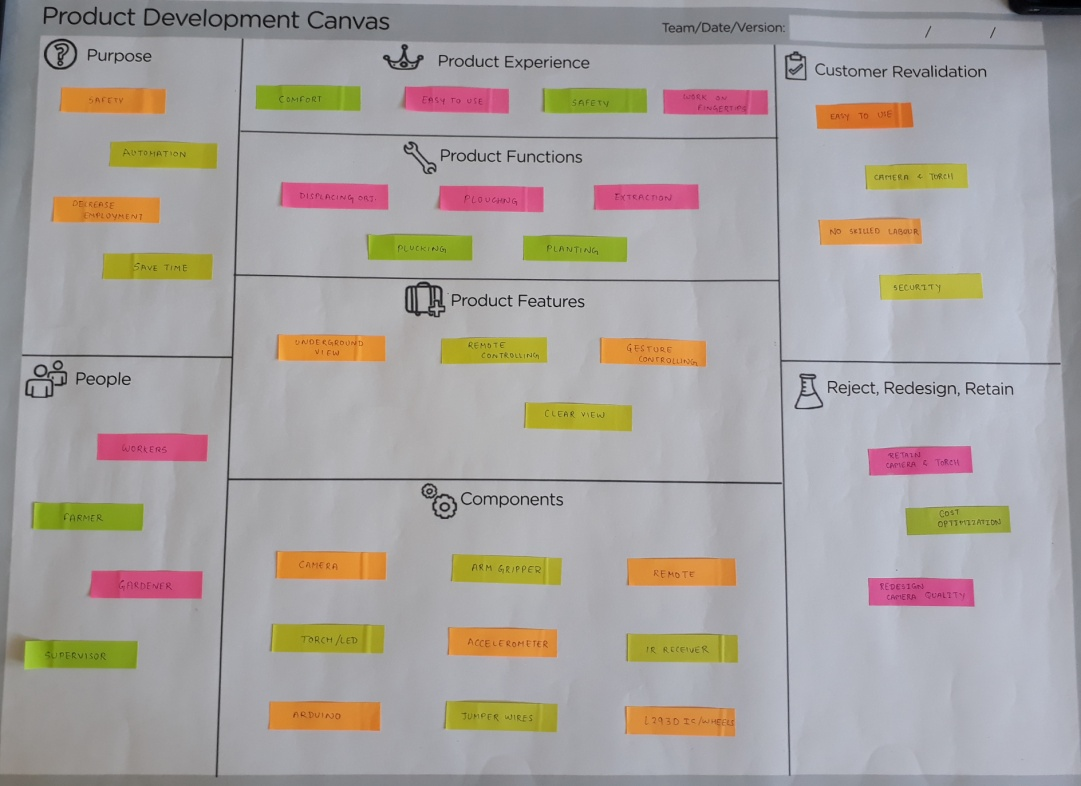 Product Development Canvas
Team/Date/Version: / /
Purpose
SAFETY
AUTOMATION
DECREASE
EMPLOYMENT
SAVE TIME
People
WORKERS
FARMER
GARDENER
SUPERVISOR
Product Experience
COMFORT
EASY TO USE
SAFETY
WORK ON
FINGERTIPS
Product Functions
DISPLACING OBJ.
PLOUGHNG
EXTRACTION
PLUCKING
PLANTING
Product Features
UNDERGROUND
VIEW
REMOTE
CONTROLLING
GESTURE
CONTROLLING
CLEAR VIEW
Components
CAMERA
ARM GRIPPER
REMOTE
TORCH/LED
ACCELEROMETER
IR RECEIVER
ARDUINO
JUMPER WIRES
L293D IC/WHEELS
Customer Revalidation
EASY TO USE
CAMERA & TORCH
NO SKILLED LABOUR
SECURITY
Reject, Redesign, Retain
RETAIN
CAMERA & TORCH
COST
OPTIMIZATION
REDESIGN
CAMERA QUALITY